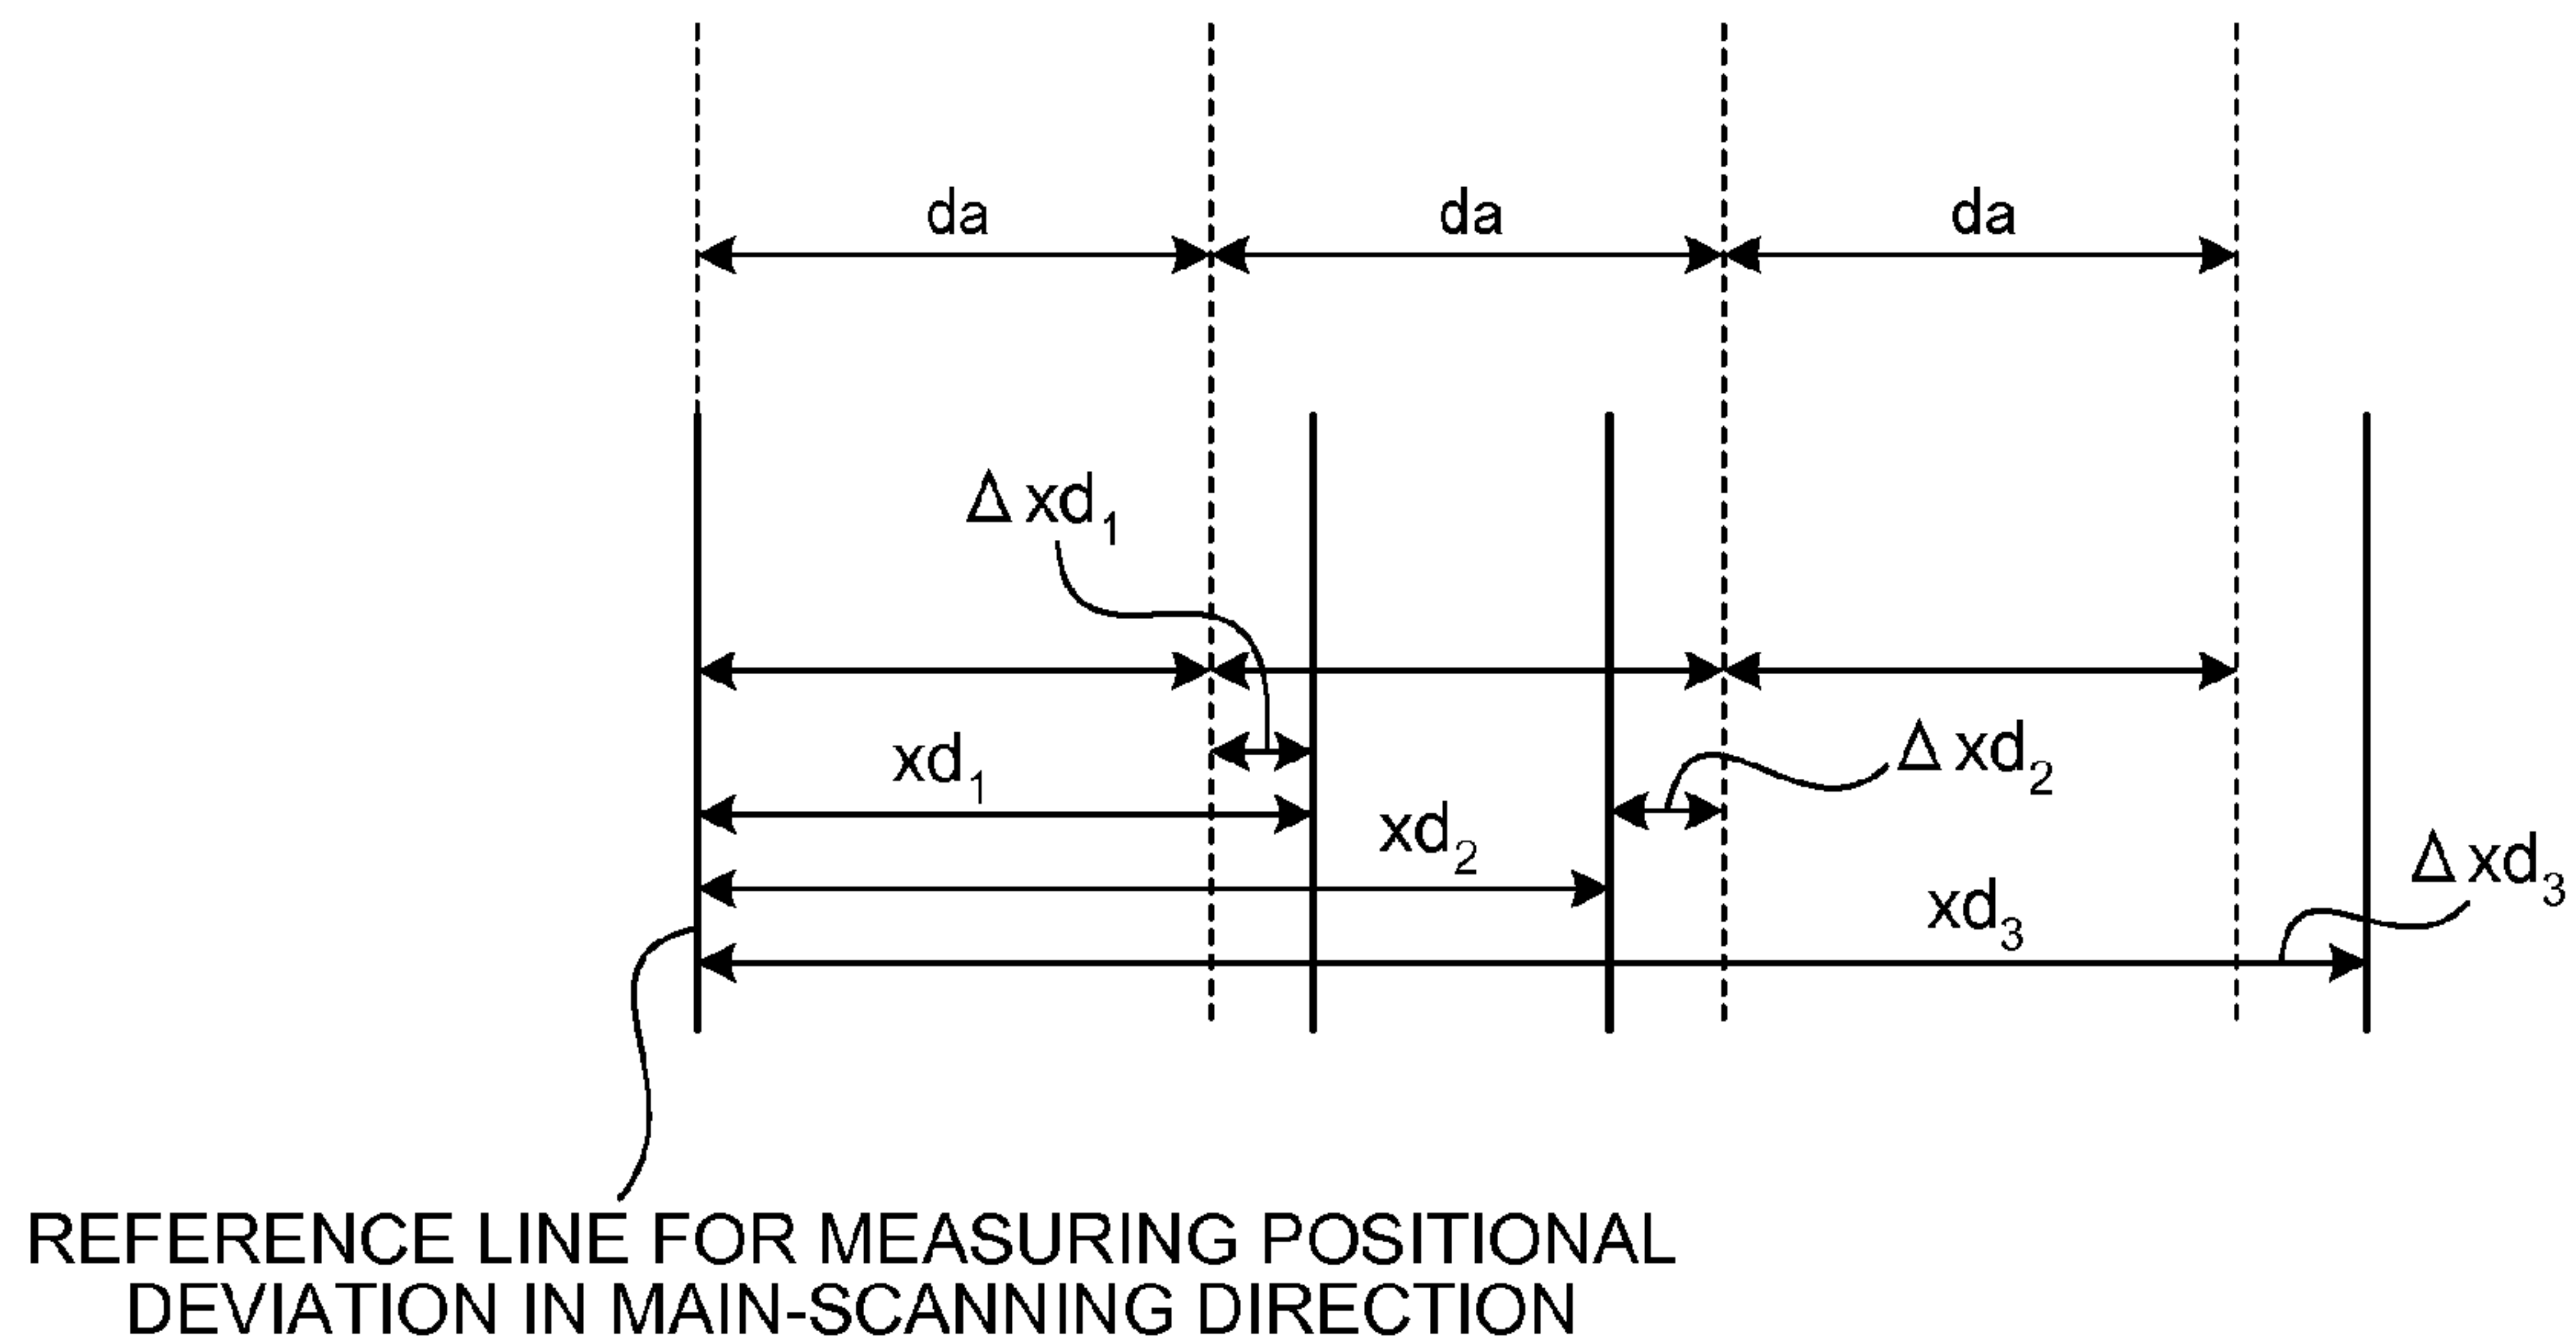 da da da
Δxd₁
xd₁ Δxd₂
xd₂
xd₃ Δxd₃
REFERENCE LINE FOR MEASURING POSITIONAL
DEVIATION IN MAIN-SCANNING DIRECTION